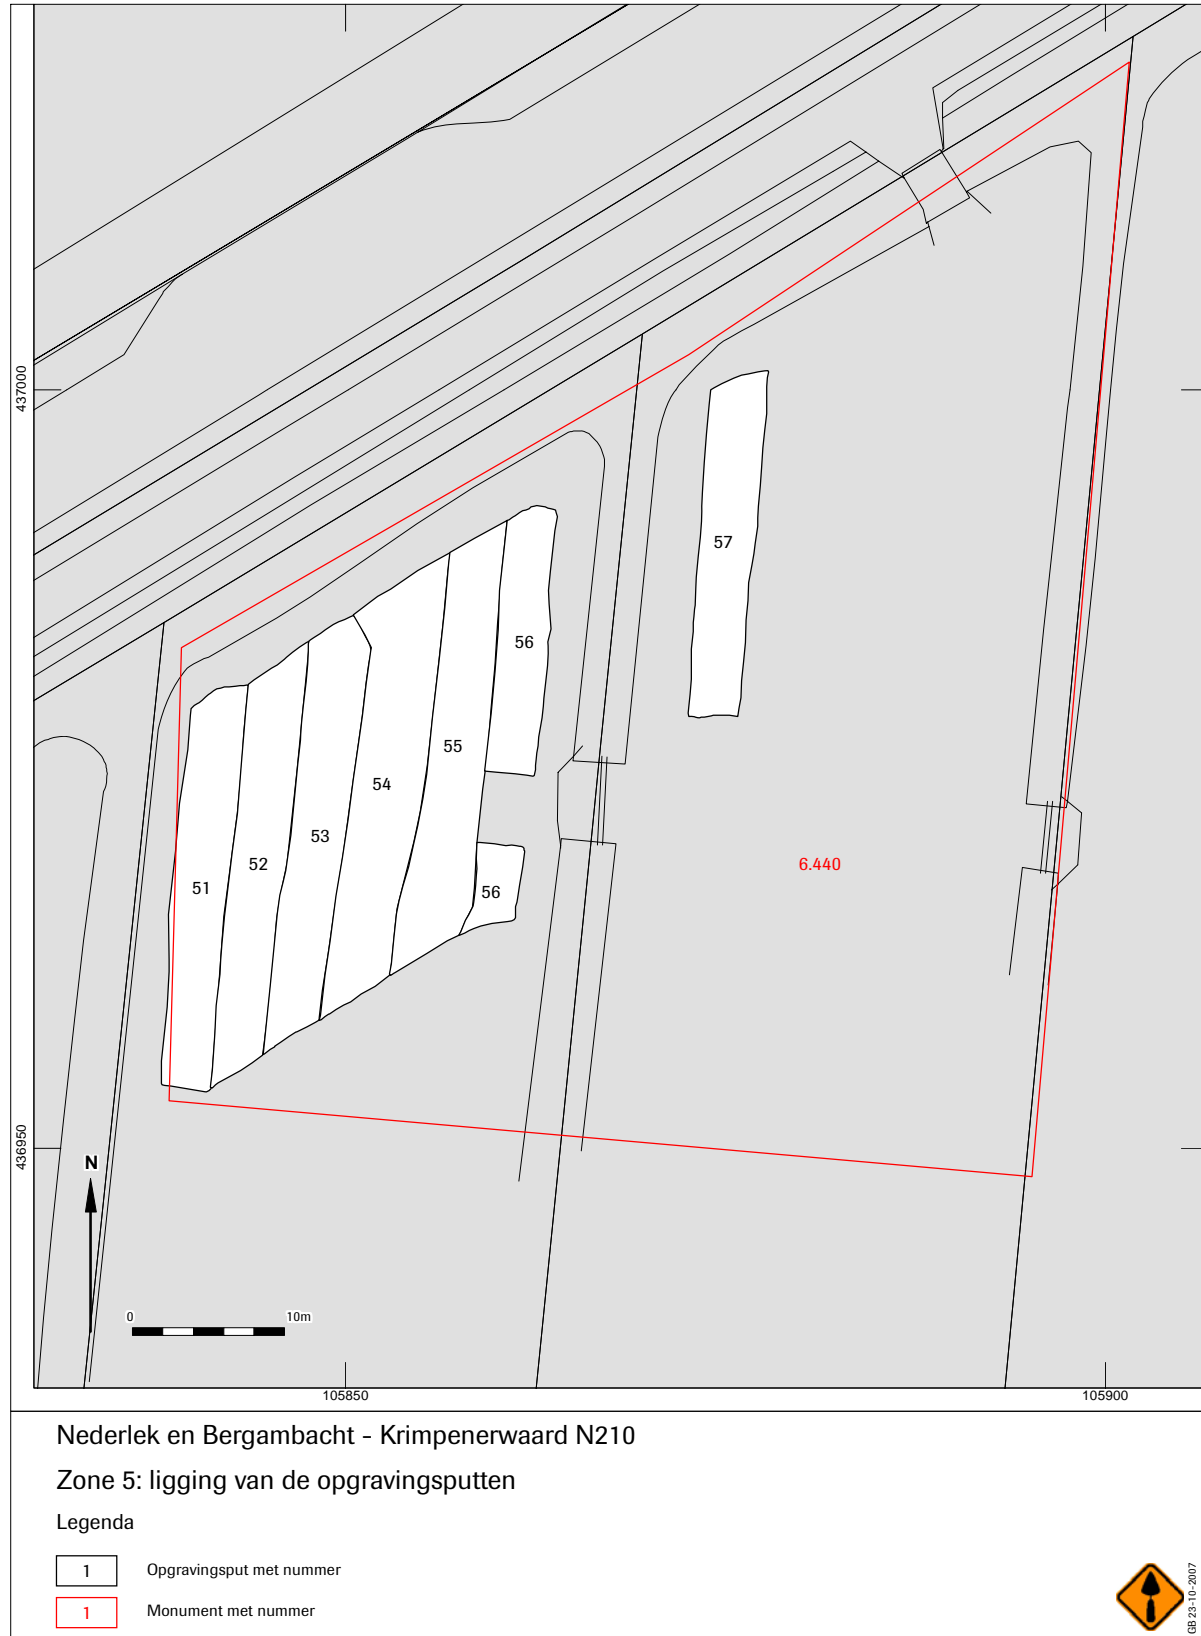 437000
57
56
55
54
53
52
51
56
6.440
436950
N
0 10m
105850 105900
Nederlek en Bergambacht - Krimpenerwaard N210
Zone 5: ligging van de opgravingsputten
Legenda
1 Opgravingsput met nummer
1 Monument met nummer
GB 23-10-2007